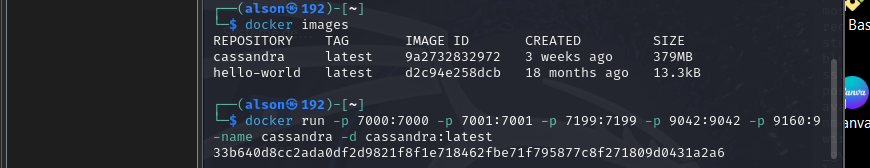 ┌──(alson㉿192)-[~]
└─$ docker images
REPOSITORY TAG IMAGE ID CREATED SIZE
cassandra latest 9a2732832972 3 weeks ago 379MB
hello-world latest d2c94e258dcb 18 months ago 13.3kB
┌──(alson㉿192)-[~]
└─$ docker run -p 7000:7000 -p 7001:7001 -p 7199:7199 -p 9042:9042 -p 9160:9
-name cassandra -d cassandra:latest
33b640d8cc2ada0df2d9821f8f1e718462fbe71f795877c8f271809d0431a2a6
Bas
anva